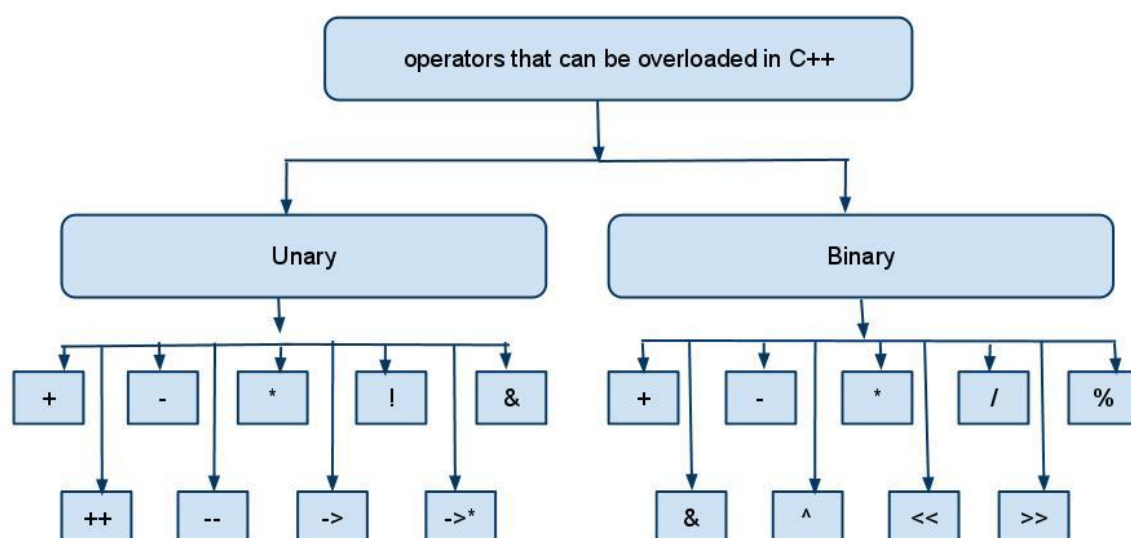 operators that can be overloaded in C++
Unary
Binary
+ - * ! &
++ -- -> ->*
+ - * / %
& ^ << >>